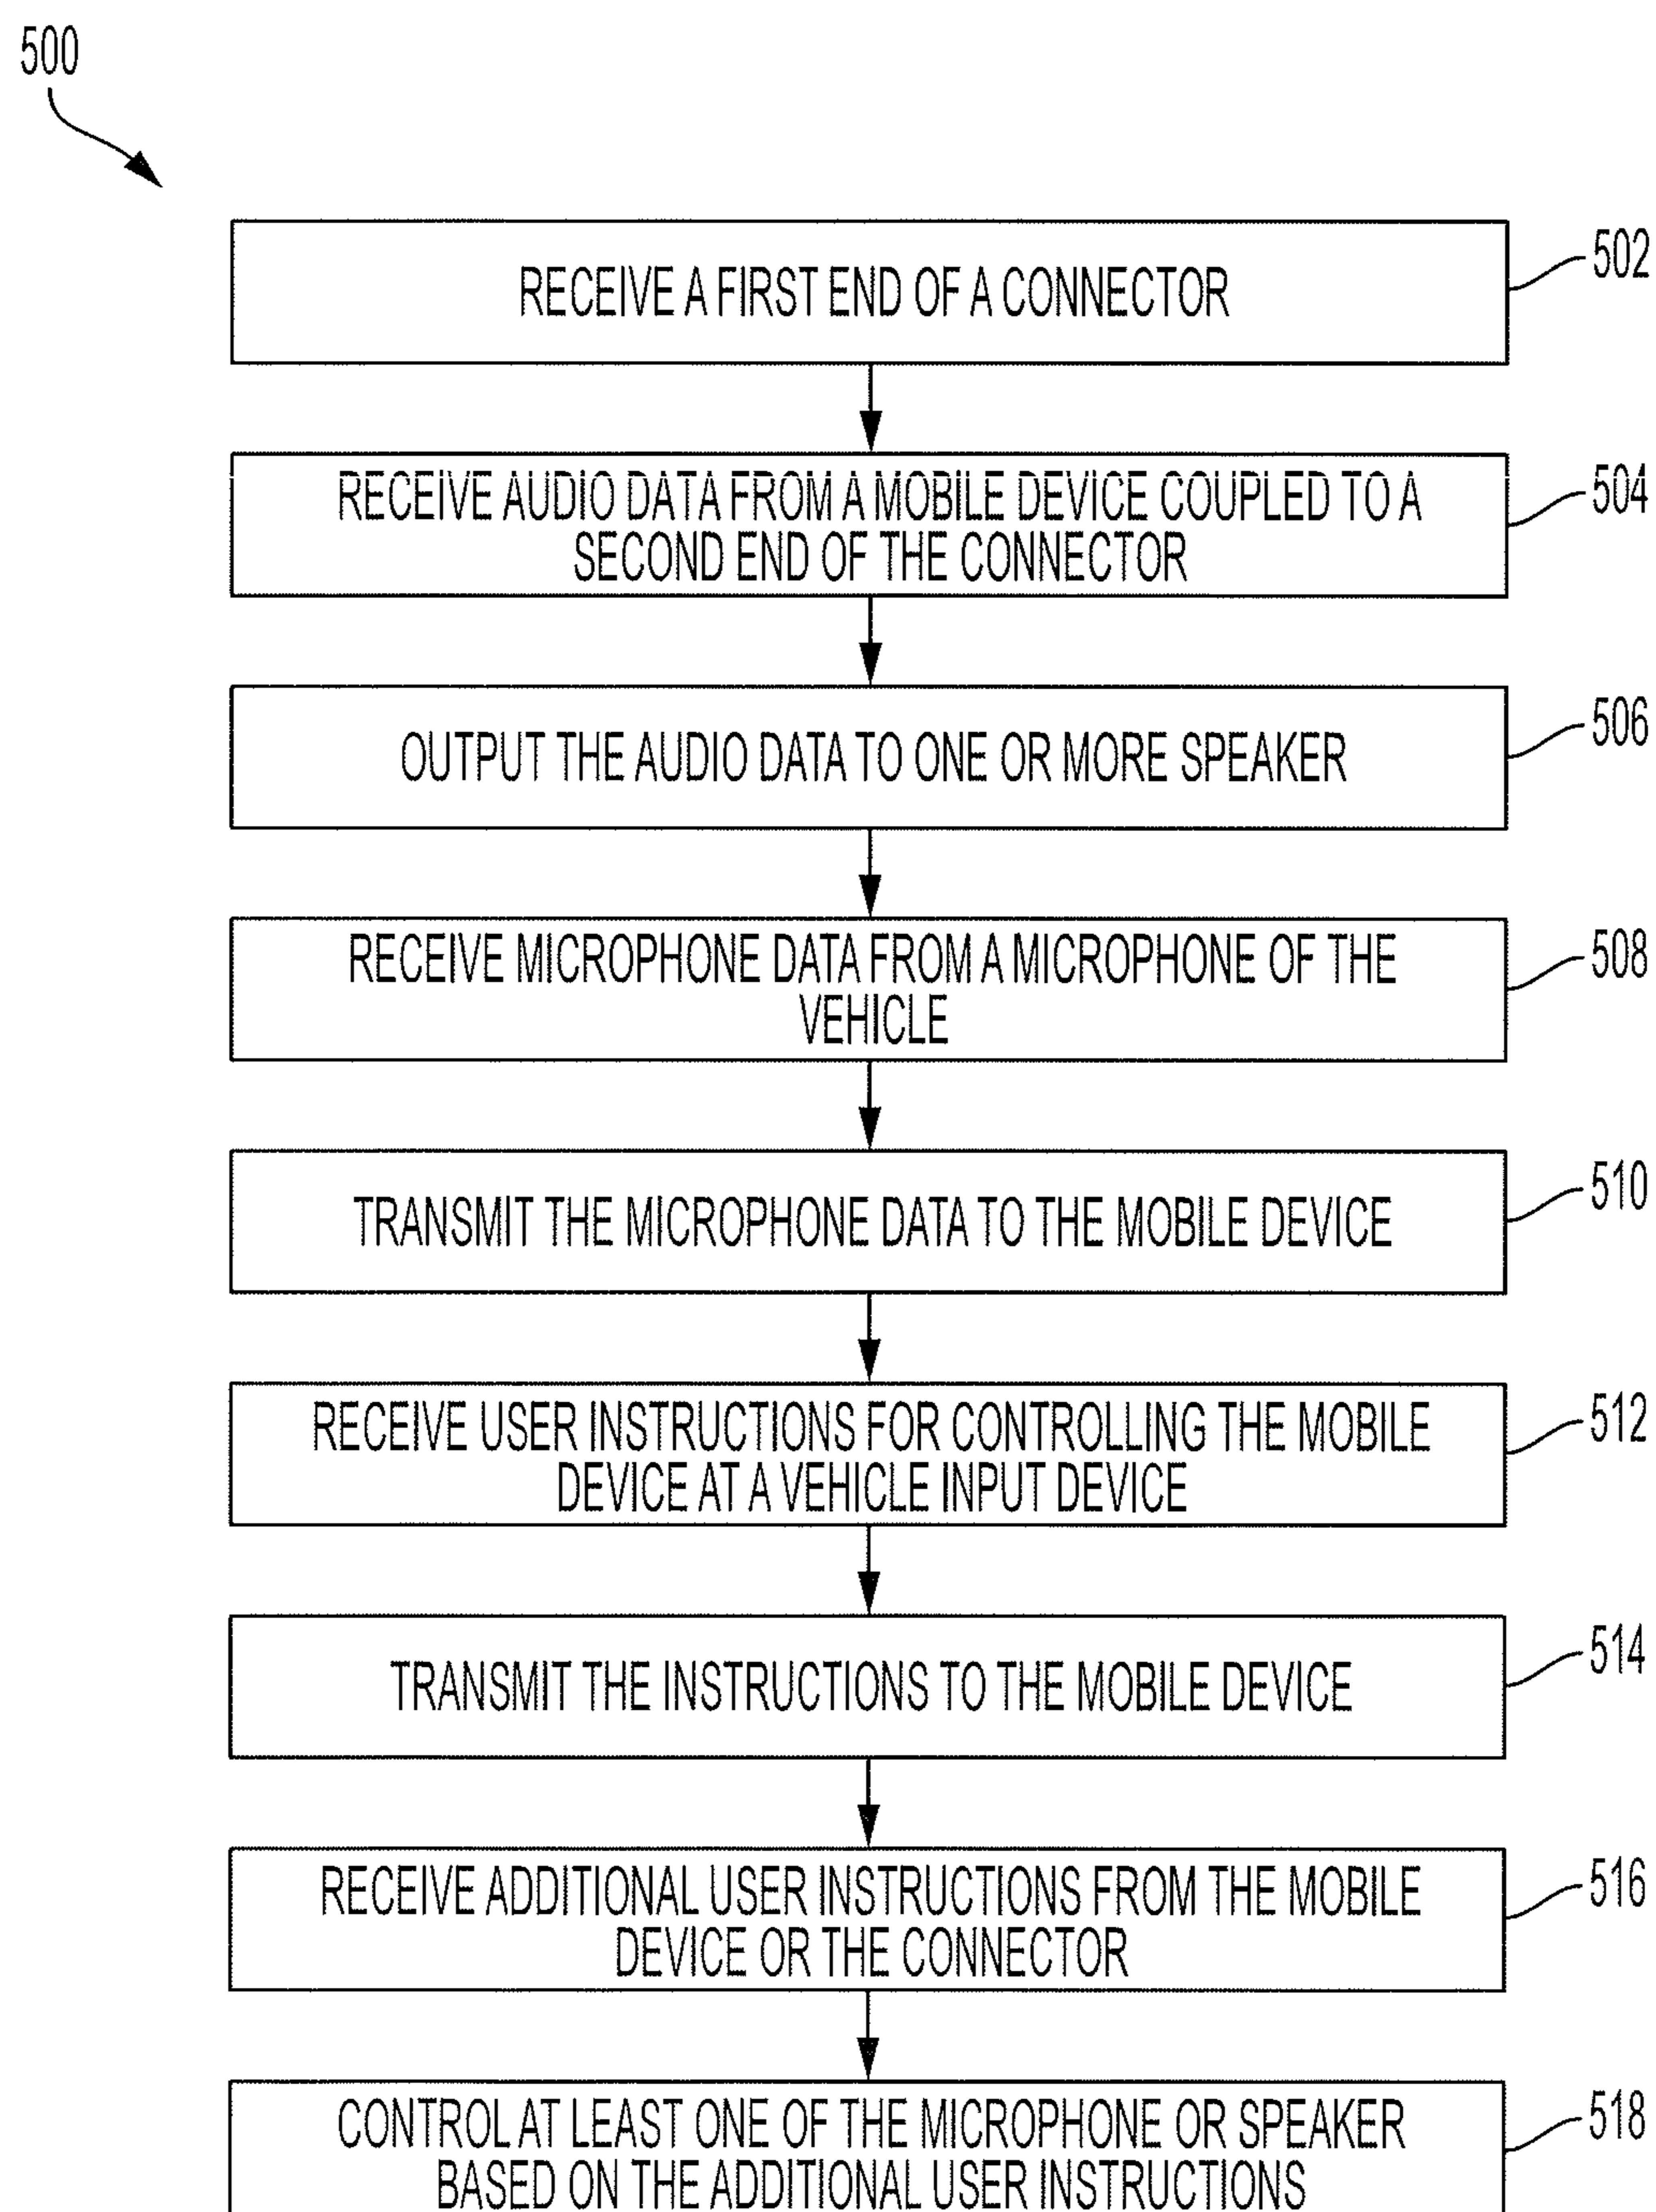 500
RECEIVE A FIRST END OF A CONNECTOR
502
RECEIVE AUDIO DATA FROM A MOBILE DEVICE COUPLED TO A
SECOND END OF THE CONNECTOR
504
OUTPUT THE AUDIO DATA TO ONE OR MORE SPEAKER
506
RECEIVE MICROPHONE DATA FROM A MICROPHONE OF THE
VEHICLE
508
TRANSMIT THE MICROPHONE DATA TO THE MOBILE DEVICE
510
RECEIVE USER INSTRUCTIONS FOR CONTROLLING THE MOBILE
DEVICE AT A VEHICLE INPUT DEVICE
512
TRANSMIT THE INSTRUCTIONS TO THE MOBILE DEVICE
514
RECEIVE ADDITIONAL USER INSTRUCTIONS FROM THE MOBILE
DEVICE OR THE CONNECTOR
516
CONTROL AT LEAST ONE OF THE MICROPHONE OR SPEAKER
BASED ON THE ADDITIONAL USER INSTRUCTIONS
518